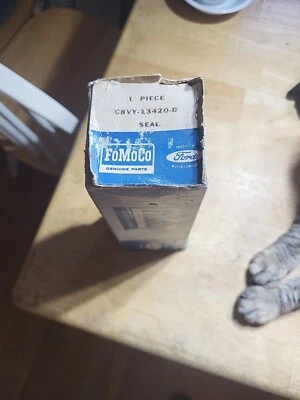 1 PIECE
C8VY-13420-D
SEAL
FoMoCo
GENUINE PARTS
Ford